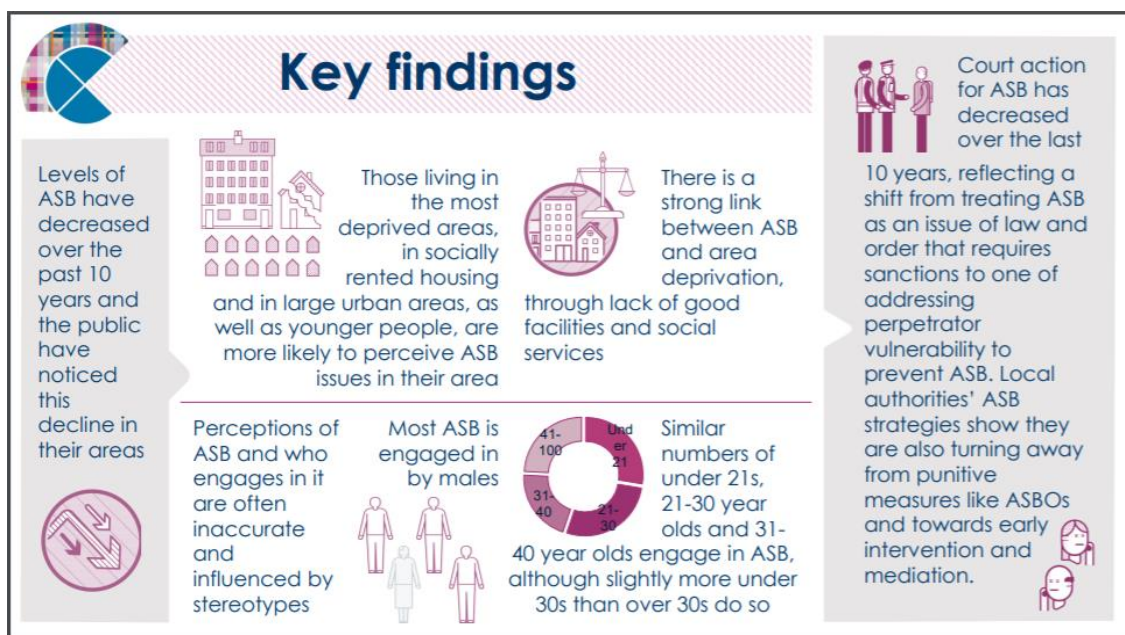 Key findings
Levels of
ASB have
decreased
over the
past 10
years and
the public
have
noticed
this
decline in
their areas
Those living in
the most
deprived areas,
in socially
rented housing
and in large urban areas, as
well as younger people, are
more likely to perceive ASB
issues in their area
There is a
strong link
between ASB
and area
deprivation,
through lack of good
facilities and social
services
Perceptions of
ASB and who
engages in it
are often
inaccurate
and
influenced by
stereotypes
Most ASB is
engaged in
by males
41-
100
Und
er
21
31-
40
21-
30
Similar
numbers of
under 21s,
21-30 year
olds and 31-
40 year olds engage in ASB,
although slightly more under
30s than over 30s do so
Court action
for ASB has
decreased
over the last
10 years, reflecting a
shift from treating ASB
as an issue of law and
order that requires
sanctions to one of
addressing
perpetrator
vulnerability to
prevent ASB. Local
authorities’ ASB
strategies show they
are also turning away
from punitive
measures like ASBOs
and towards early
intervention and
mediation.